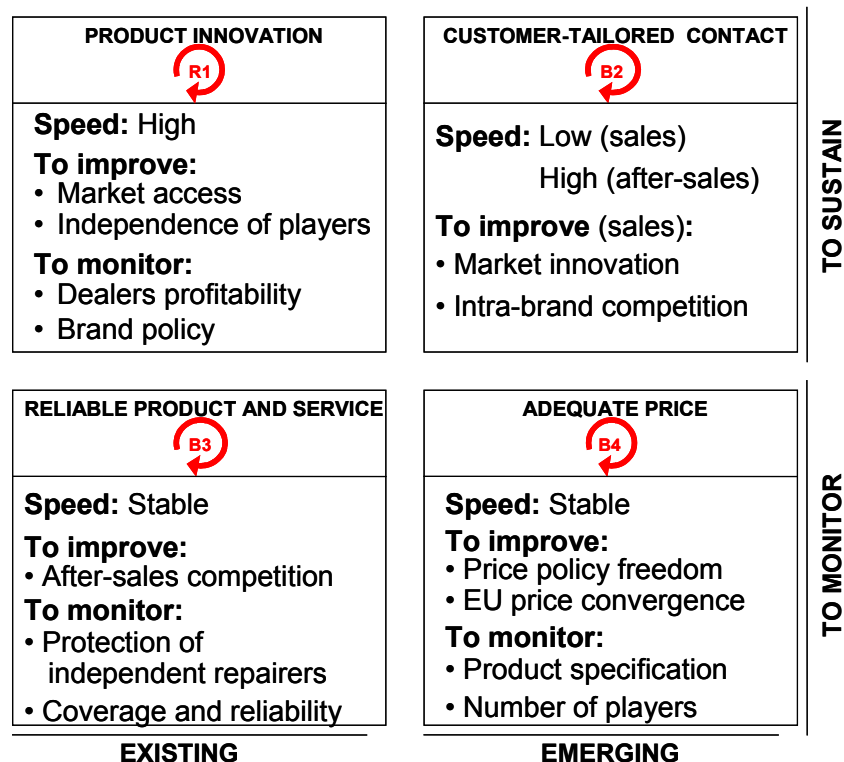 PRODUCT INNOVATION
R1
Speed: High
To improve:
• Market access
• Independence of players
To monitor:
• Dealers profitability
• Brand policy
CUSTOMER-TAILORED CONTACT
B2
Speed: Low (sales)
High (after-sales)
To improve (sales):
• Market innovation
• Intra-brand competition
TO SUSTAIN
RELIABLE PRODUCT AND SERVICE
B3
Speed: Stable
To improve:
• After-sales competition
To monitor:
• Protection of
independent repairers
• Coverage and reliability
ADEQUATE PRICE
B4
Speed: Stable
To improve:
• Price policy freedom
• EU price convergence
To monitor:
• Product specification
• Number of players
TO MONITOR
EXISTING
EMERGING